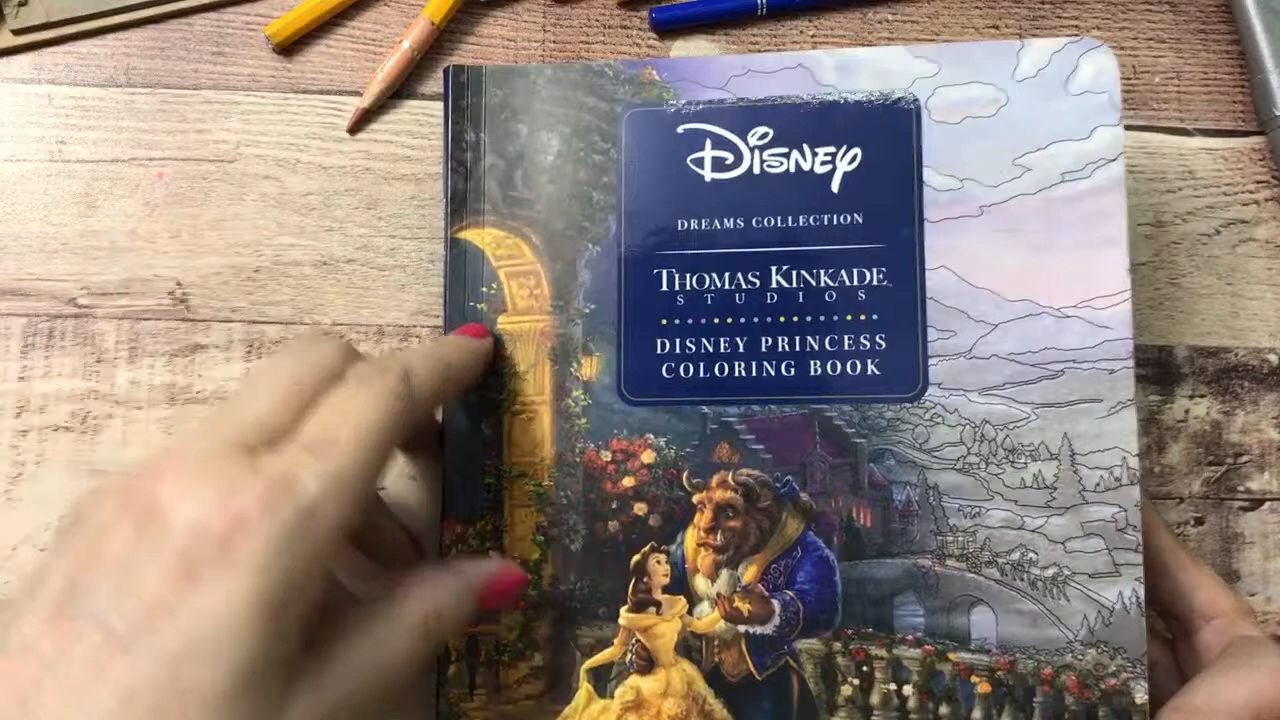 Disney
DREAMS COLLECTION
THOMAS KINKADE
STUDIOS
DISNEY PRINCESS
COLORING BOOK